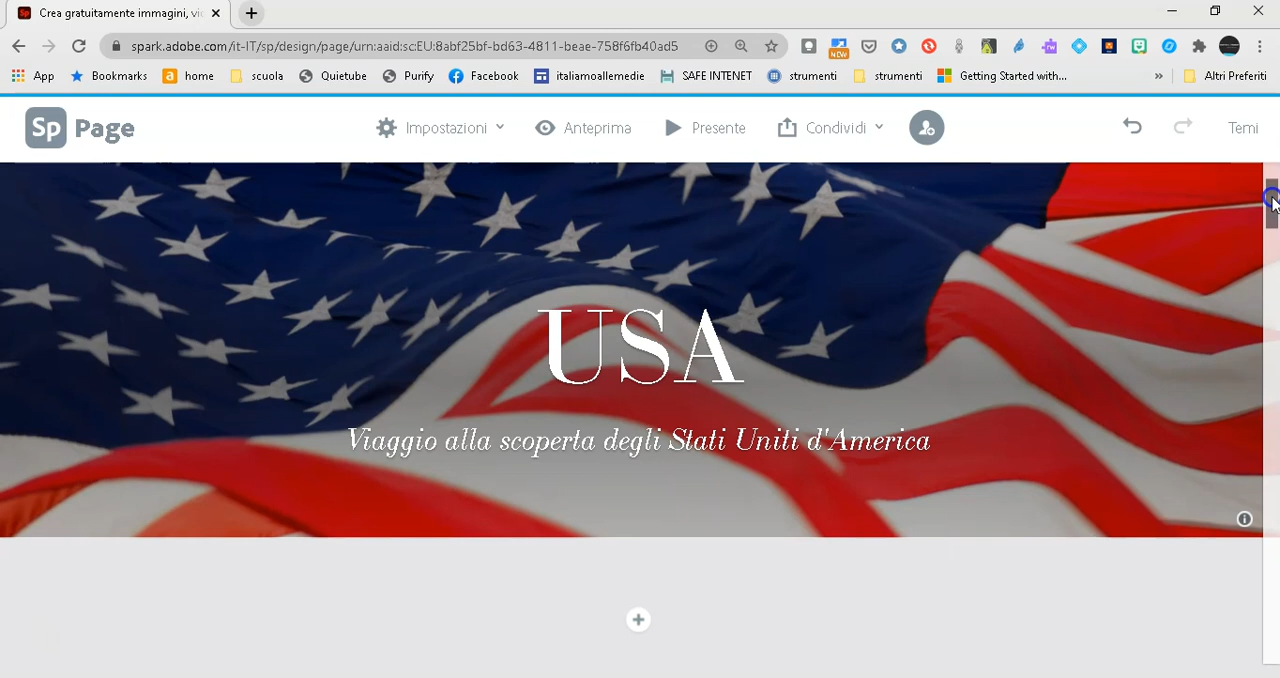 Sp Crea gratuitamente immagini, vi
spark.adobe.com/it-IT/sp/design/page/urn:aaid:sc:EU:8abf25bf-bd63-4811-beae-758f6fb40ad5
NEW
App Bookmarks a home scuola Quietube Purify Facebook italiamoallemedie SAFE INTENET strumenti strumenti Getting Started with... » Altri Preferiti
Sp Page Impostazioni Anteprima Presente Condividi Temi
USA
Viaggio alla scoperta degli Stati Uniti d'America